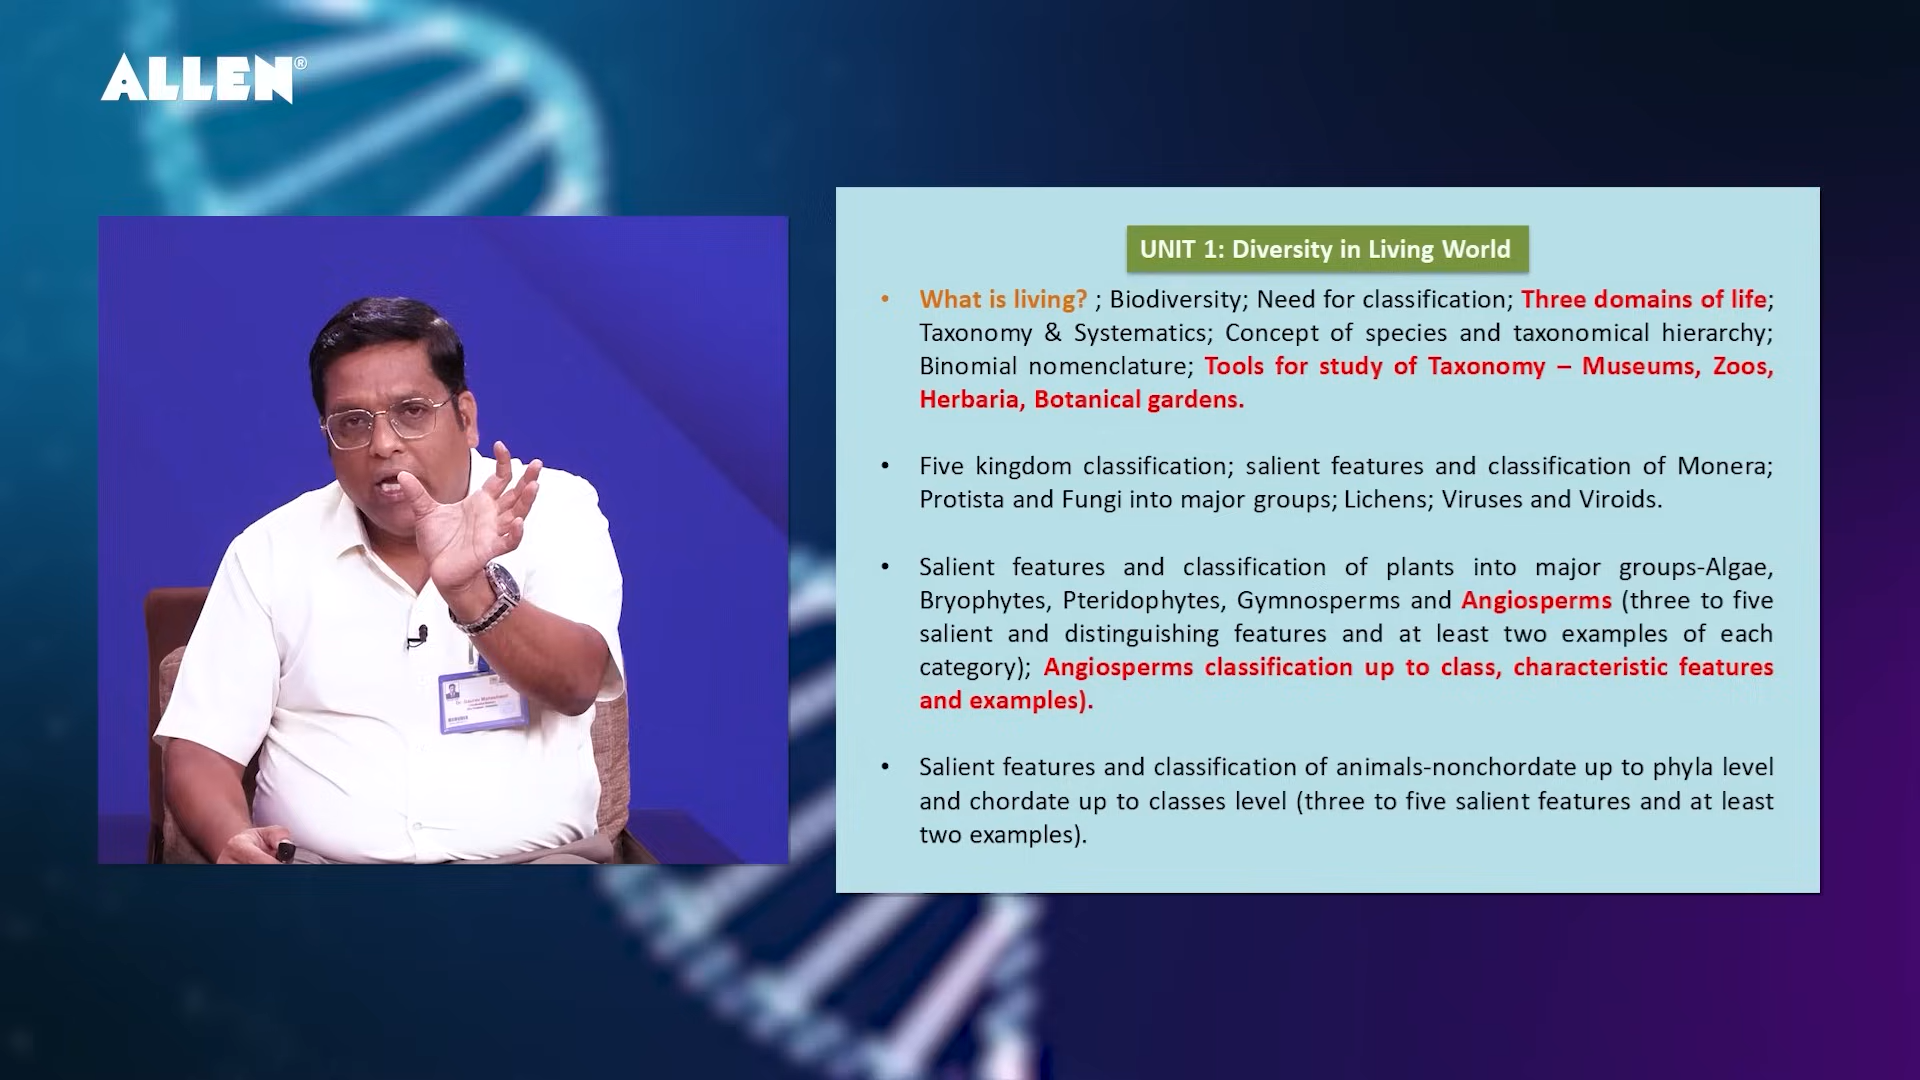 ALLEN®
UNIT 1: Diversity in Living World
• What is living? ; Biodiversity; Need for classification; Three domains of life;
Taxonomy & Systematics; Concept of species and taxonomical hierarchy;
Binomial nomenclature; Tools for study of Taxonomy – Museums, Zoos,
Herbaria, Botanical gardens.
• Five kingdom classification; salient features and classification of Monera;
Protista and Fungi into major groups; Lichens; Viruses and Viroids.
• Salient features and classification of plants into major groups-Algae,
Bryophytes, Pteridophytes, Gymnosperms and Angiosperms (three to five
salient and distinguishing features and at least two examples of each
category); Angiosperms classification up to class, characteristic features
and examples).
• Salient features and classification of animals-nonchordate up to phyla level
and chordate up to classes level (three to five salient features and at least
two examples).